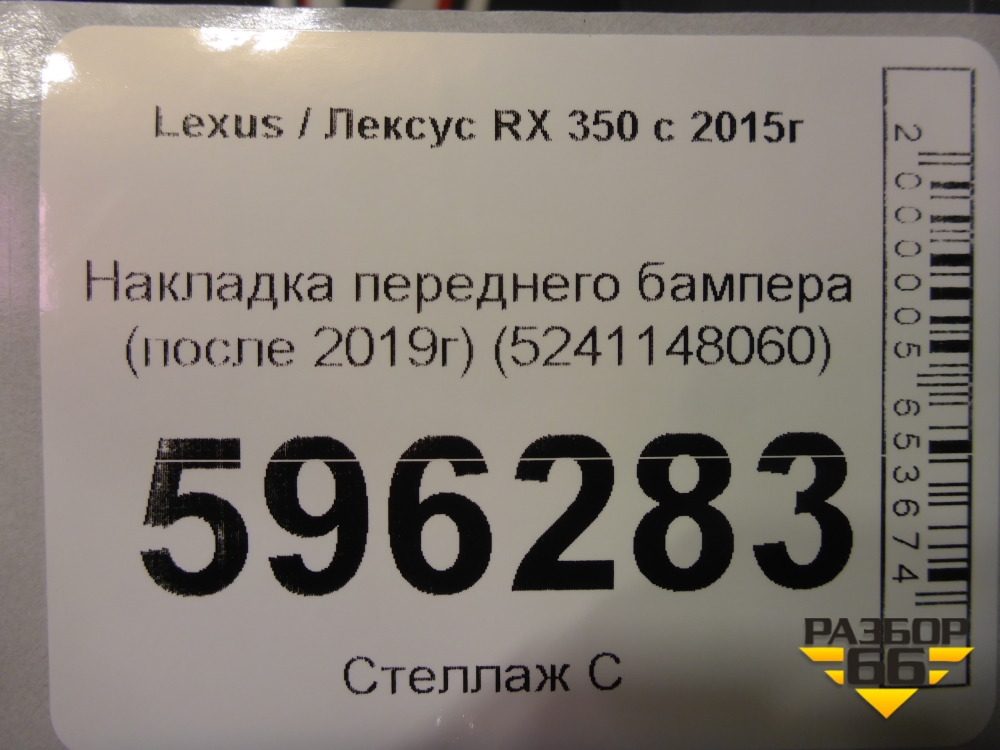 Lexus / Лексус RX 350 с 2015г
Накладка переднего бампера
(после 2019г) (5241148060)
596283
Стеллаж С
2000005653674
РАЗБОР
66